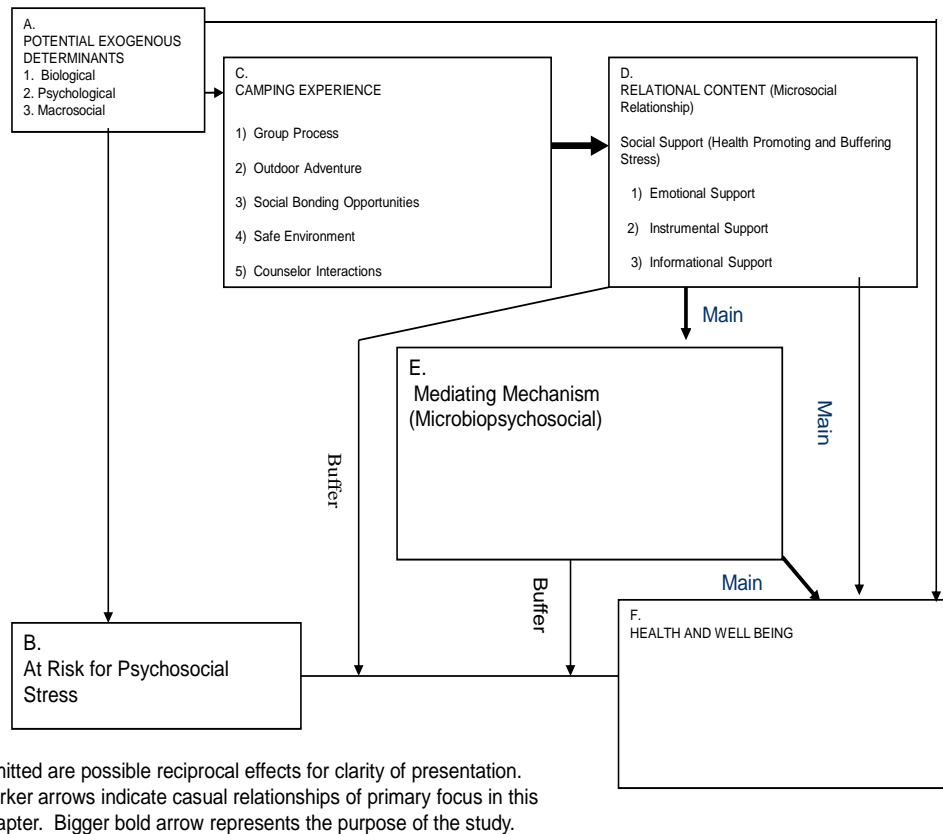 A.
POTENTIAL EXOGENOUS
DETERMINANTS
1. Biological
2. Psychological
3. Macrosocial
C.
CAMPING EXPERIENCE
1) Group Process
2) Outdoor Adventure
3) Social Bonding Opportunities
4) Safe Environment
5) Counselor Interactions
D.
RELATIONAL CONTENT (Microsocial
Relationship)
Social Support (Health Promoting and Buffering
Stress)
1) Emotional Support
2) Instrumental Support
3) Informational Support
Main
E.
Mediating Mechanism
(Microbiopsychosocial)
Main
Buffer
Buffer
Main
B.
At Risk for Psychosocial
Stress
F.
HEALTH AND WELL BEING
nitted are possible reciprocal effects for clarity of presentation.
rker arrows indicate casual relationships of primary focus in this
apter. Bigger bold arrow represents the purpose of the study.